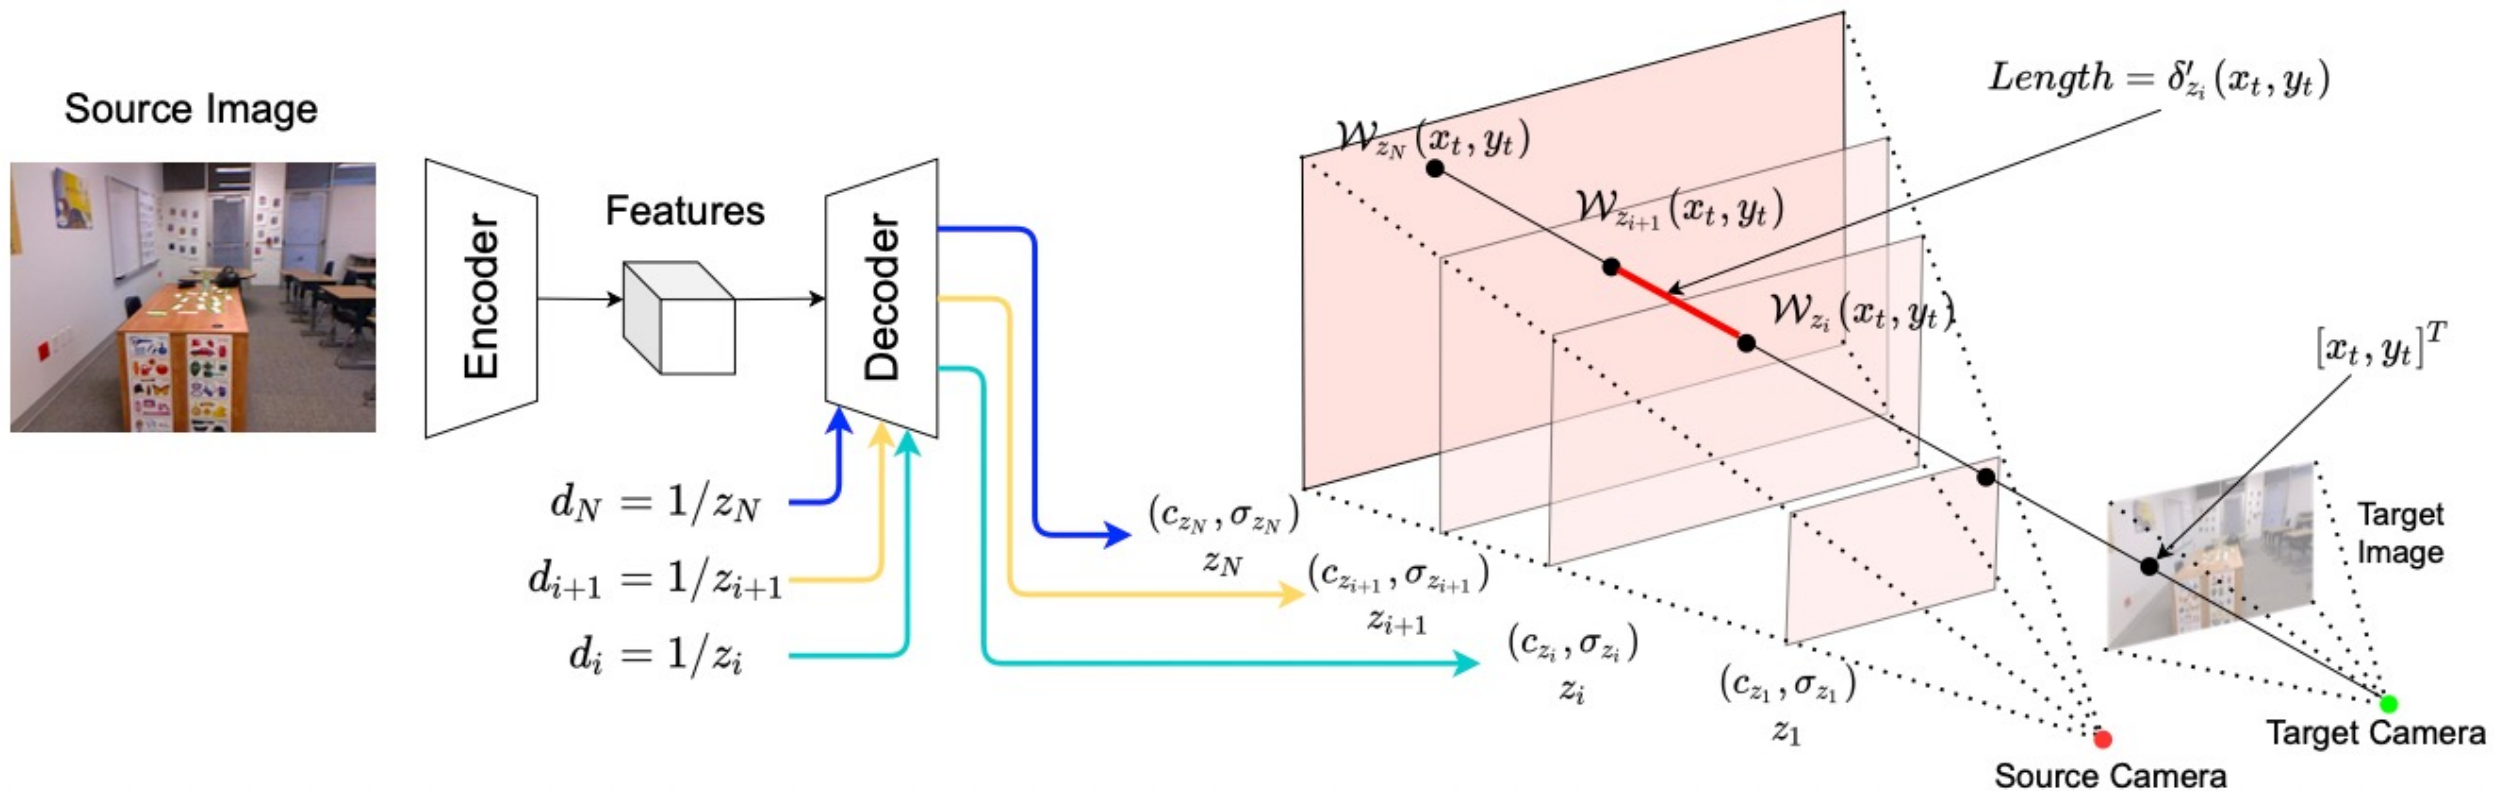 Source Image
Encoder
Features
Decoder
d_N = 1/z_N
d_{i+1} = 1/z_{i+1}
d_i = 1/z_i
(c_{z_N}, σ_{z_N})
z_N
(c_{z_{i+1}}, σ_{z_{i+1}})
z_{i+1}
(c_{z_i}, σ_{z_i})
z_i
(c_{z_1}, σ_{z_1})
z_1
𝒲_{z_N}(x_t, y_t)
𝒲_{z_{i+1}}(x_t, y_t)
𝒲_{z_i}(x_t, y_t)
Length = δ′_{z_i}(x_t, y_t)
[x_t, y_t]^T
Target
Image
Target Camera
Source Camera